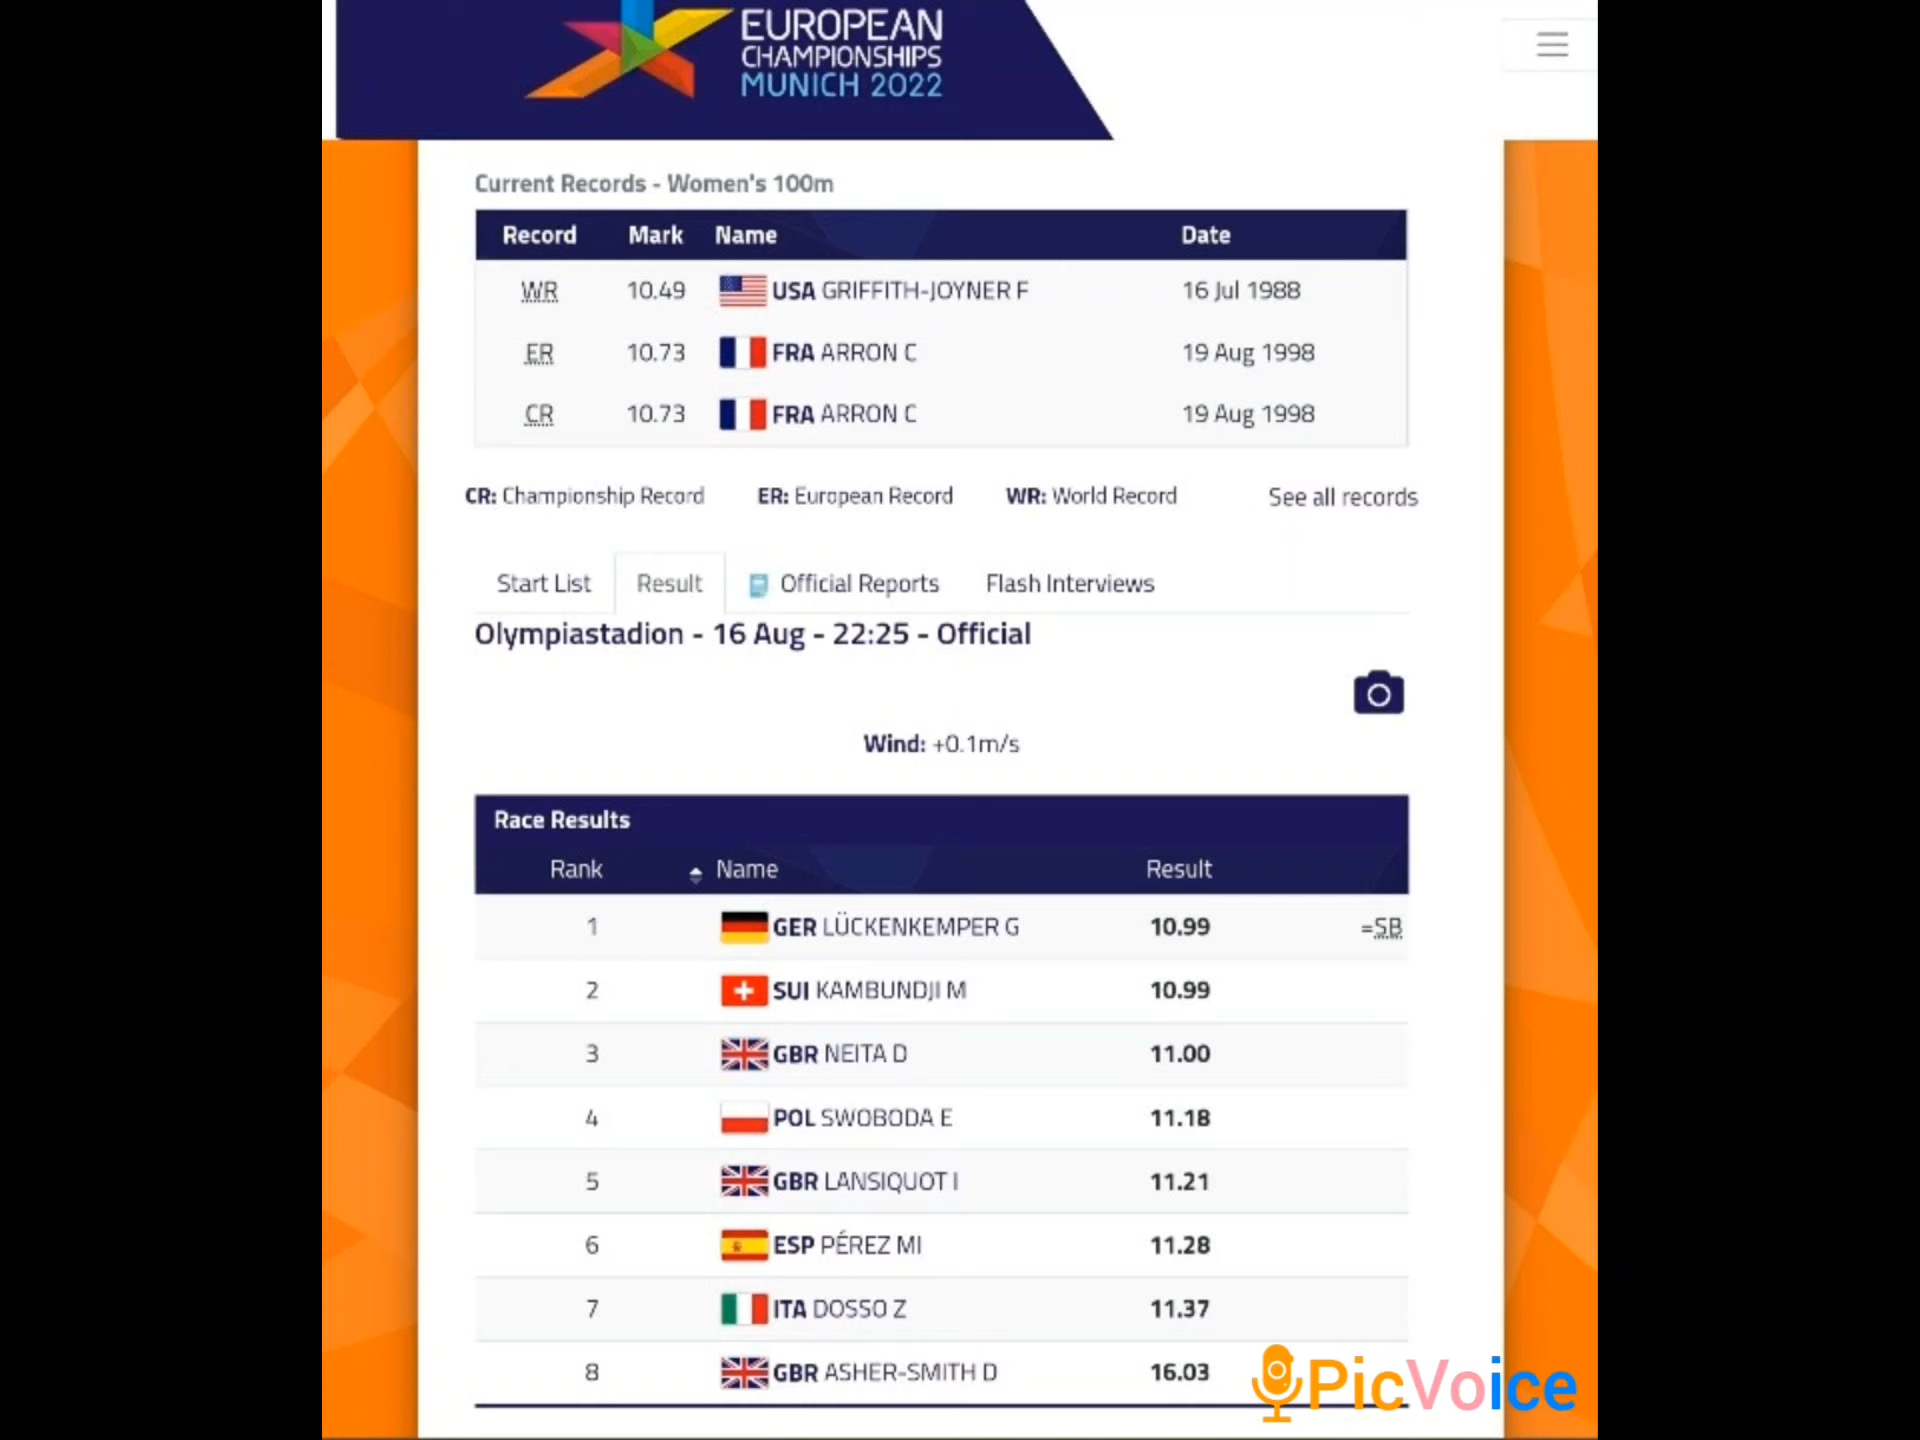 EUROPEAN
CHAMPIONSHIPS
MUNICH 2022
Current Records - Women's 100m
Record Mark Name Date
WR 10.49 USA GRIFFITH-JOYNER F 16 Jul 1988
ER 10.73 FRA ARRON C 19 Aug 1998
CR 10.73 FRA ARRON C 19 Aug 1998
CR: Championship Record ER: European Record WR: World Record See all records
Start List Result Official Reports Flash Interviews
Olympiastadion - 16 Aug - 22:25 - Official
Wind: +0.1m/s
Race Results
Rank Name Result
1 GER LÜCKENKEMPER G 10.99 =SB
2 SUI KAMBUNDJI M 10.99
3 GBR NEITA D 11.00
4 POL SWOBODA E 11.18
5 GBR LANSIQUOT I 11.21
6 ESP PÉREZ MI 11.28
7 ITA DOSSO Z 11.37
8 GBR ASHER-SMITH D 16.03
PicVoice